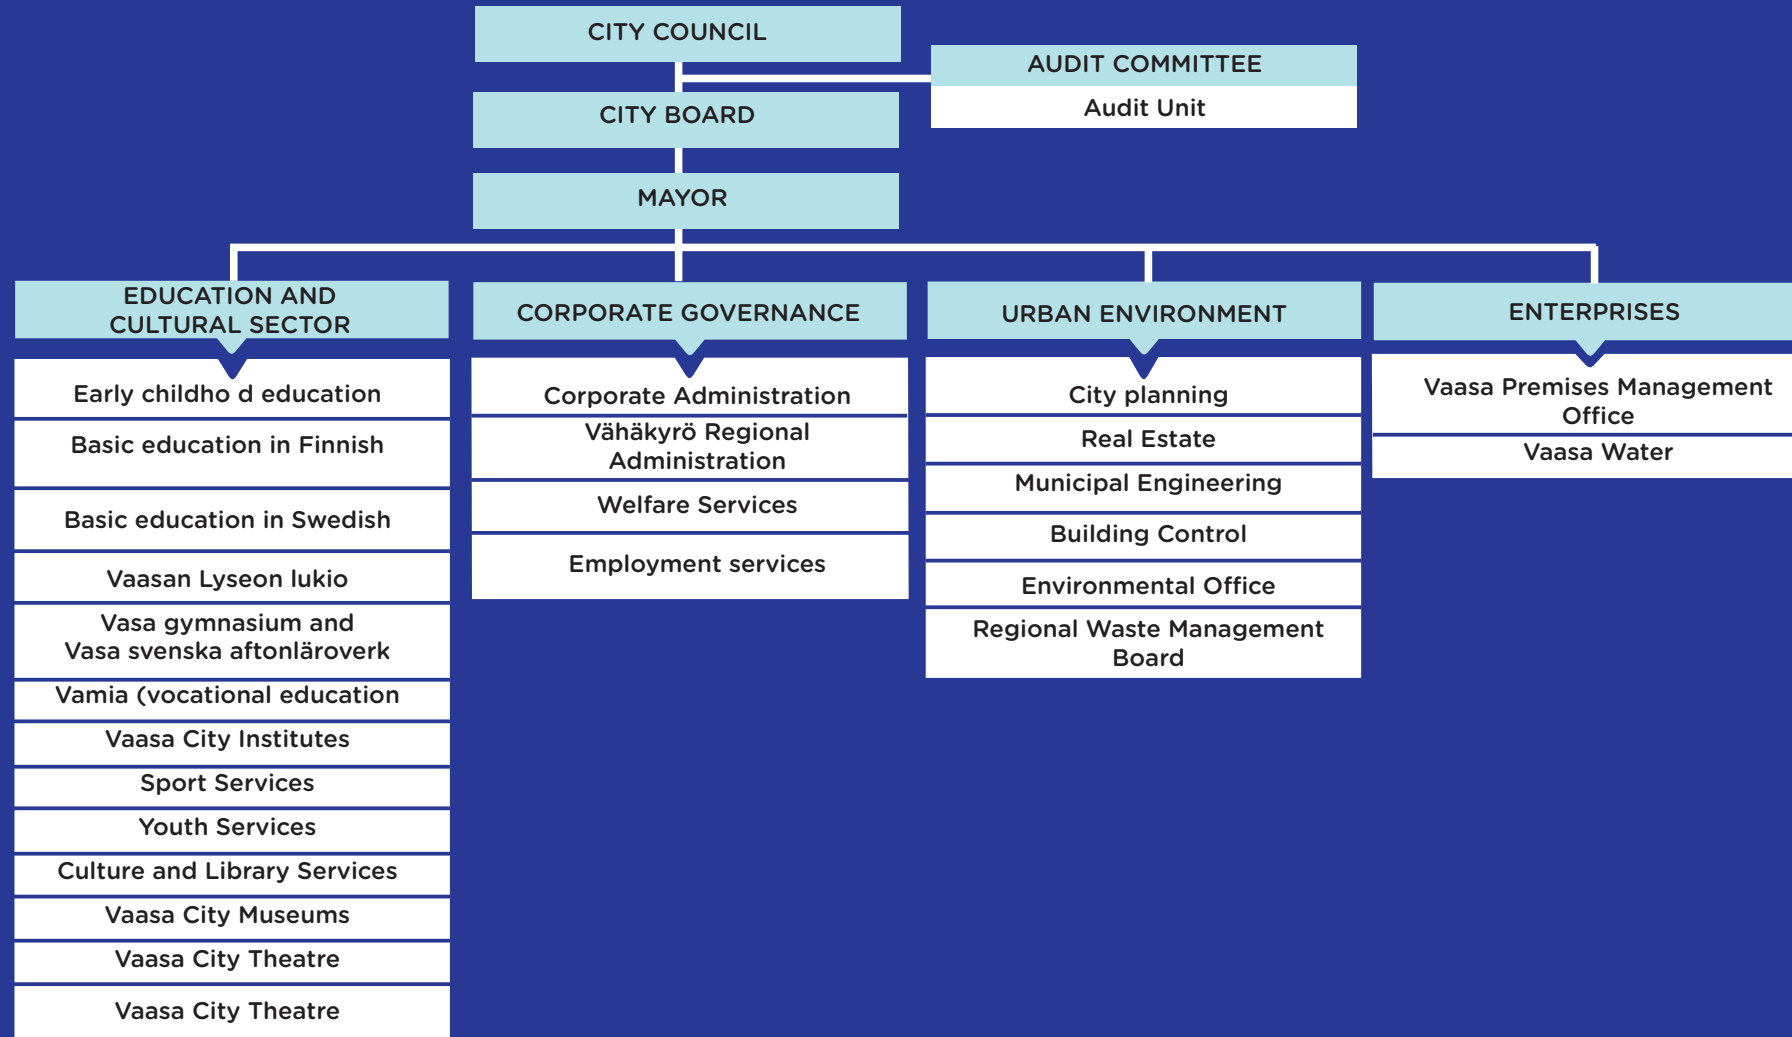 CITY COUNCIL
AUDIT COMMITTEE
Audit Unit
CITY BOARD
MAYOR
EDUCATION AND
CULTURAL SECTOR
Early childho d education
Basic education in Finnish
Basic education in Swedish
Vaasan Lyseon lukio
Vasa gymnasium and
Vasa svenska aftonläroverk
Vamia (vocational education
Vaasa City Institutes
Sport Services
Youth Services
Culture and Library Services
Vaasa City Museums
Vaasa City Theatre
Vaasa City Theatre
CORPORATE GOVERNANCE
Corporate Administration
Vähäkyrö Regional
Administration
Welfare Services
Employment services
URBAN ENVIRONMENT
City planning
Real Estate
Municipal Engineering
Building Control
Environmental Office
Regional Waste Management
Board
ENTERPRISES
Vaasa Premises Management
Office
Vaasa Water